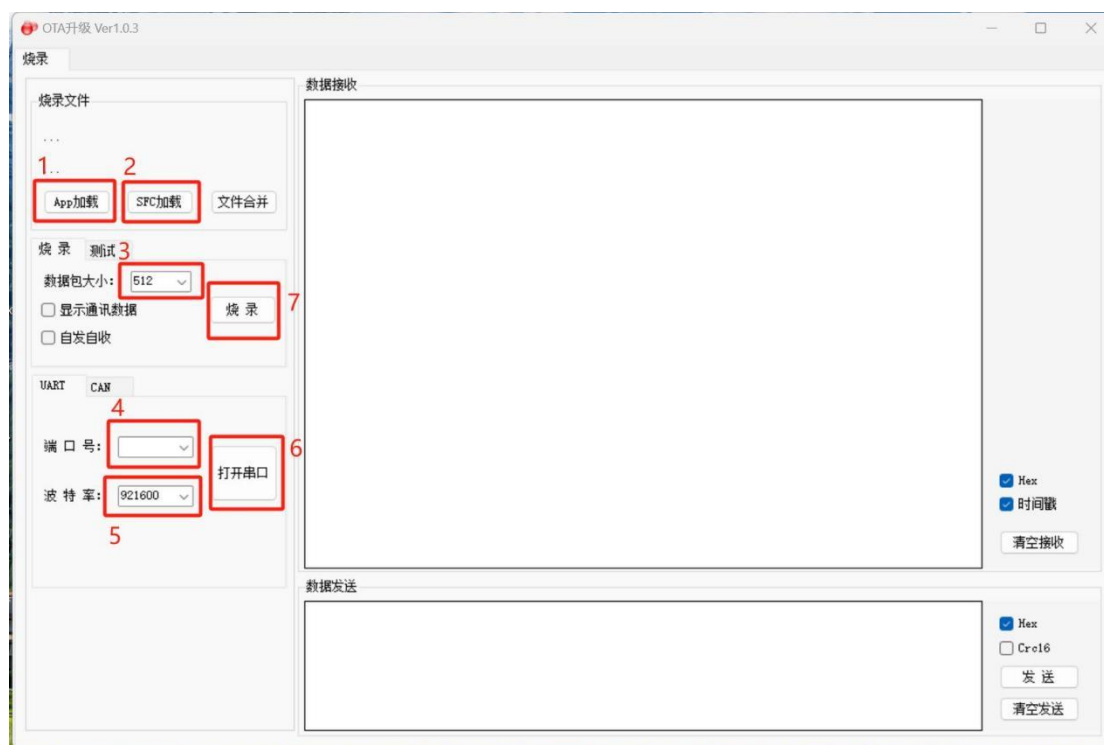 OTA升级 Ver1.0.3
烧录
烧录文件
...
1..
2
App加载
SFC加载
文件合并
烧 录
测试
3
数据包大小:
512
显示通讯数据
自发自收
烧 录
7
UART
CAN
4
端 口 号:
打开串口
6
波 特 率:
921600
5
数据接收
Hex
时间戳
清空接收
数据发送
Hex
Crc16
发 送
清空发送